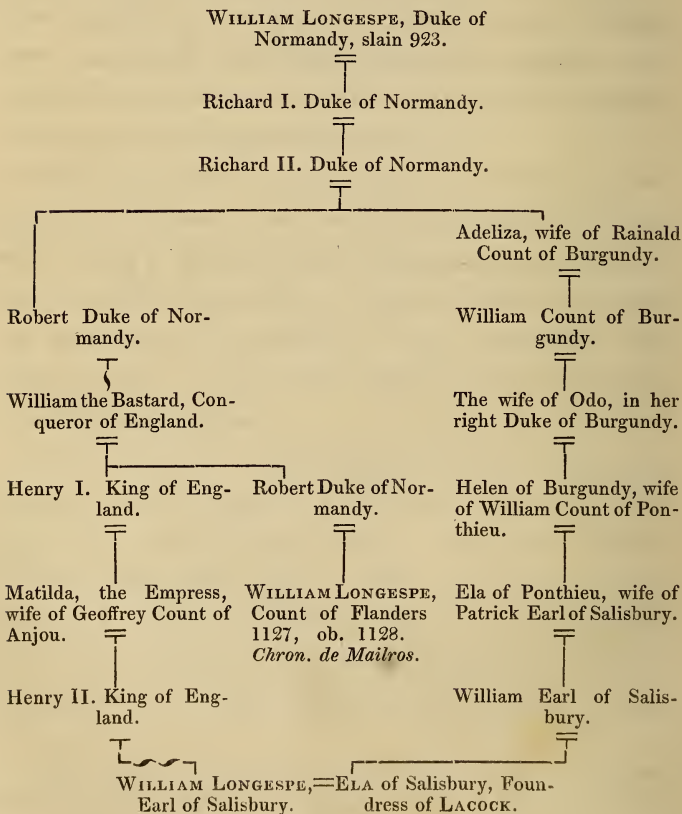 WILLIAM LONGESPE, Duke of
Normandy, slain 923.
Richard I. Duke of Normandy.
Richard II. Duke of Normandy.
Adeliza, wife of Rainald
Count of Burgundy.
Robert Duke of Nor-
mandy.
William Count of Bur-
gundy.
William the Bastard, Con-
queror of England.
The wife of Odo, in her
right Duke of Burgundy.
Henry I. King of Eng-
land.
Robert Duke of Nor-
mandy.
Helen of Burgundy, wife
of William Count of Pon-
thieu.
Matilda, the Empress,
wife of Geoffrey Count of
Anjou.
WILLIAM LONGESPE,
Count of Flanders
1127, ob. 1128.
Chron. de Mailros.
Ela of Ponthieu, wife of
Patrick Earl of Salisbury.
Henry II. King of Eng-
land.
William Earl of Salis-
bury.
WILLIAM LONGESPE,=ELA of Salisbury, Foun-
Earl of Salisbury. dress of LACOCK.